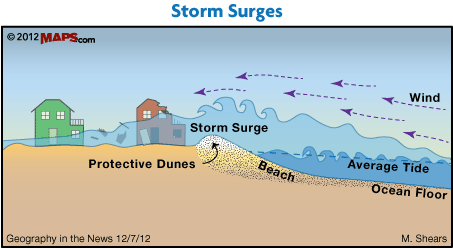 Storm Surges
© 2012 MAPS.com
Wind
Storm Surge
Protective Dunes
Beach
Average Tide
Ocean Floor
Geography in the News 12/7/12
M. Shears